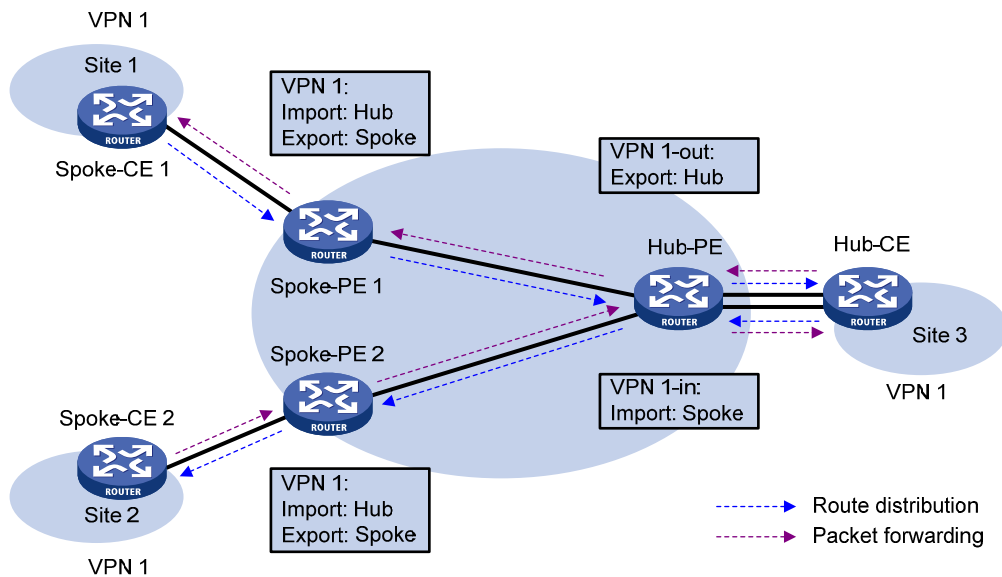 VPN 1
Site 1
ROUTER
Spoke-CE 1
VPN 1:
Import: Hub
Export: Spoke
VPN 1-out:
Export: Hub
ROUTER
Spoke-PE 1
Hub-PE
ROUTER
Hub-CE
ROUTER
Site 3
VPN 1
Spoke-PE 2
ROUTER
VPN 1-in:
Import: Spoke
Spoke-CE 2
ROUTER
Site 2
VPN 1
VPN 1:
Import: Hub
Export: Spoke
Route distribution
Packet forwarding